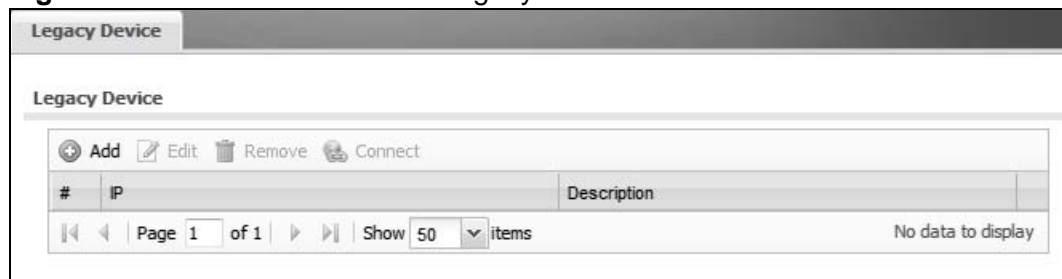 Legacy Device
Legacy Device
Add Edit Remove Connect
# IP Description
Page 1 of 1 Show 50 items No data to display